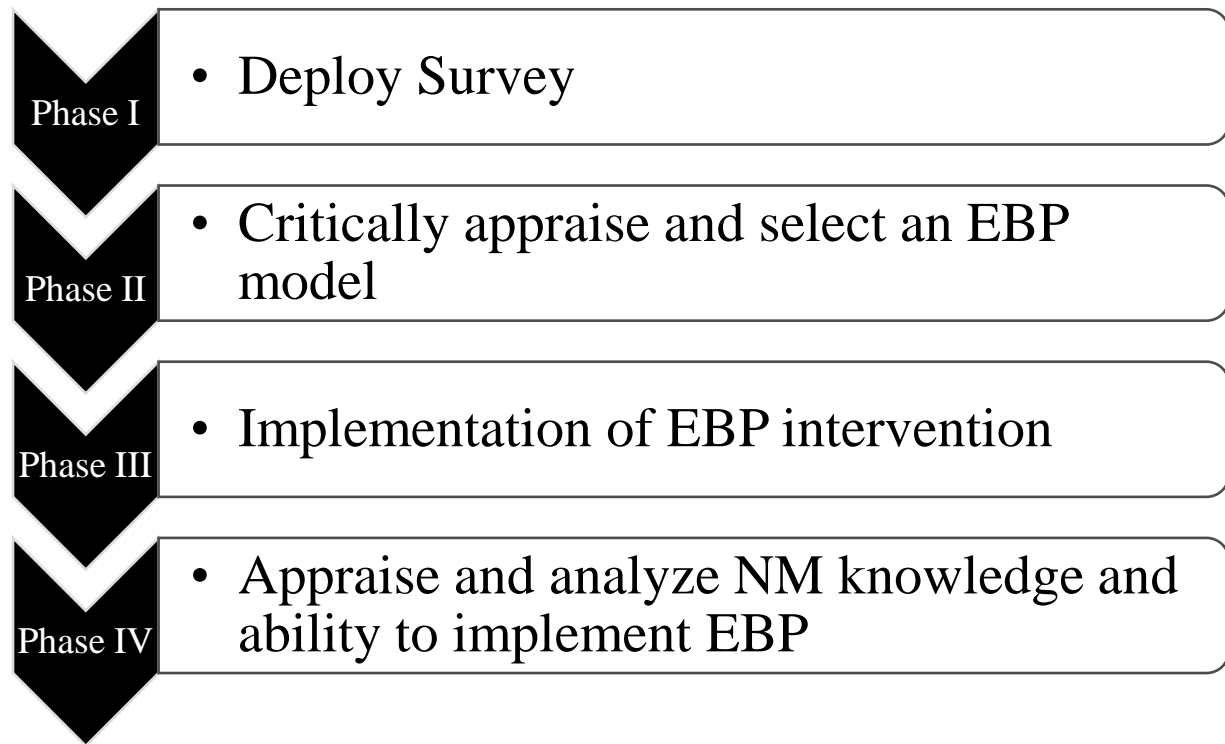 Phase I
• Deploy Survey
Phase II
• Critically appraise and select an EBP
model
Phase III
• Implementation of EBP intervention
Phase IV
• Appraise and analyze NM knowledge and
ability to implement EBP